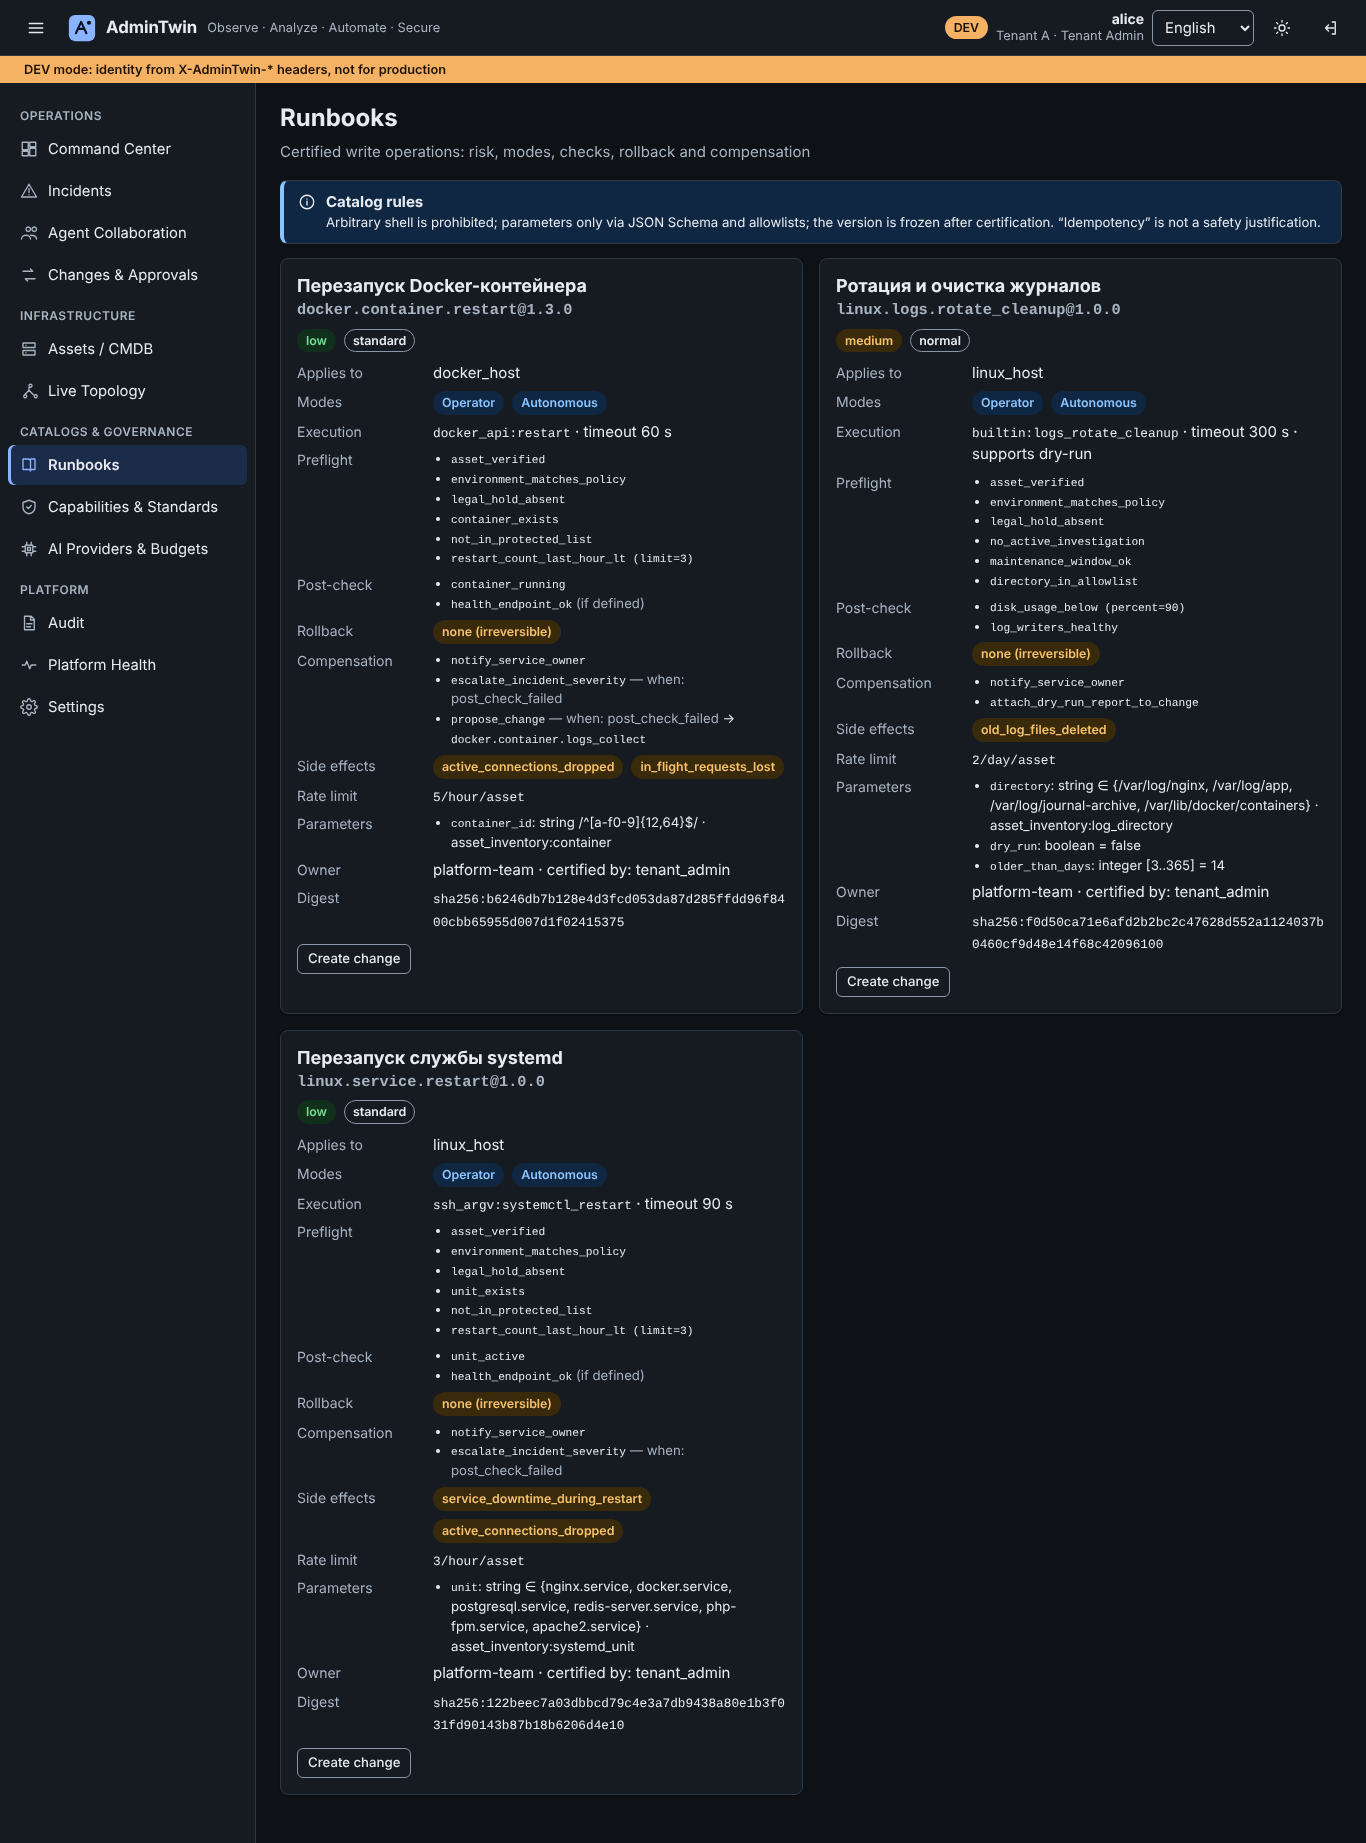 AdminTwin
Observe · Analyze · Automate · Secure
DEV
alice
Tenant A · Tenant Admin
English
DEV mode: identity from X-AdminTwin-* headers, not for production
OPERATIONS
Command Center
Incidents
Agent Collaboration
Changes & Approvals
INFRASTRUCTURE
Assets / CMDB
Live Topology
CATALOGS & GOVERNANCE
Runbooks
Capabilities & Standards
AI Providers & Budgets
PLATFORM
Audit
Platform Health
Settings
Runbooks
Certified write operations: risk, modes, checks, rollback and compensation
Catalog rules
Arbitrary shell is prohibited; parameters only via JSON Schema and allowlists; the version is frozen after certification. “Idempotency” is not a safety justification.
Перезапуск Docker-контейнера
docker.container.restart@1.3.0
low standard
Applies to docker_host
Modes Operator Autonomous
Execution docker_api:restart · timeout 60 s
Preflight
• asset_verified
• environment_matches_policy
• legal_hold_absent
• container_exists
• not_in_protected_list
• restart_count_last_hour_lt (limit=3)
Post-check
• container_running
• health_endpoint_ok (if defined)
Rollback none (irreversible)
Compensation
• notify_service_owner
• escalate_incident_severity — when:
post_check_failed
• propose_change — when: post_check_failed →
docker.container.logs_collect
Side effects active_connections_dropped in_flight_requests_lost
Rate limit 5/hour/asset
Parameters
• container_id: string /^[a-f0-9]{12,64}$/ ·
asset_inventory:container
Owner platform-team · certified by: tenant_admin
Digest sha256:b6246db7b128e4d3fcd053da87d285ffdd96f84
00cbb65955d007d1f02415375
Create change
Ротация и очистка журналов
linux.logs.rotate_cleanup@1.0.0
medium normal
Applies to linux_host
Modes Operator Autonomous
Execution builtin:logs_rotate_cleanup · timeout 300 s ·
supports dry-run
Preflight
• asset_verified
• environment_matches_policy
• legal_hold_absent
• no_active_investigation
• maintenance_window_ok
• directory_in_allowlist
Post-check
• disk_usage_below (percent=90)
• log_writers_healthy
Rollback none (irreversible)
Compensation
• notify_service_owner
• attach_dry_run_report_to_change
Side effects old_log_files_deleted
Rate limit 2/day/asset
Parameters
• directory: string ∈ {/var/log/nginx, /var/log/app,
/var/log/journal-archive, /var/lib/docker/containers} ·
asset_inventory:log_directory
• dry_run: boolean = false
• older_than_days: integer [3..365] = 14
Owner platform-team · certified by: tenant_admin
Digest sha256:f0d50ca71e6afd2b2bc2c47628d552a1124037b
0460cf9d48e14f68c42096100
Create change
Перезапуск службы systemd
linux.service.restart@1.0.0
low standard
Applies to linux_host
Modes Operator Autonomous
Execution ssh_argv:systemctl_restart · timeout 90 s
Preflight
• asset_verified
• environment_matches_policy
• legal_hold_absent
• unit_exists
• not_in_protected_list
• restart_count_last_hour_lt (limit=3)
Post-check
• unit_active
• health_endpoint_ok (if defined)
Rollback none (irreversible)
Compensation
• notify_service_owner
• escalate_incident_severity — when:
post_check_failed
Side effects service_downtime_during_restart
active_connections_dropped
Rate limit 3/hour/asset
Parameters
• unit: string ∈ {nginx.service, docker.service,
postgresql.service, redis-server.service, php-
fpm.service, apache2.service} ·
asset_inventory:systemd_unit
Owner platform-team · certified by: tenant_admin
Digest sha256:122beec7a03dbbcd79c4e3a7db9438a80e1b3f0
31fd90143b87b18b6206d4e10
Create change